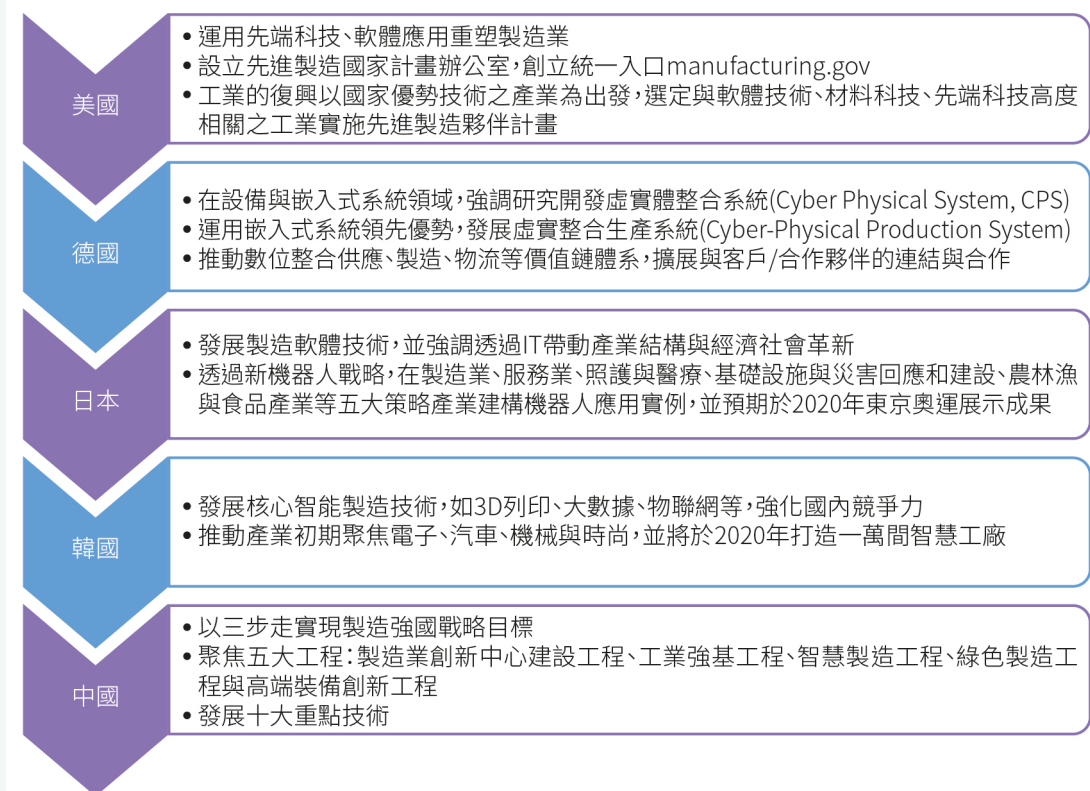 美國
• 運用先端科技、軟體應用重塑製造業
• 設立先進製造國家計畫辦公室，創立統一入口manufacturing.gov
• 工業的復興以國家優勢技術之產業為出發，選定與軟體技術、材料科技、先端科技高度
相關之工業實施先進製造夥伴計畫
德國
• 在設備與嵌入式系統領域，強調研究開發虛實體整合系統(Cyber Physical System, CPS)
• 運用嵌入式系統領先優勢，發展虛實整合生產系統(Cyber-Physical Production System)
• 推動數位整合供應、製造、物流等價值鏈體系，擴展與客戶/合作夥伴的連結與合作
日本
• 發展製造軟體技術，並強調透過IT帶動產業結構與經濟社會革新
• 透過新機器人戰略，在製造業、服務業、照護與醫療、基礎設施與災害回應和建設、農林漁
與食品產業等五大策略產業建構機器人應用實例，並預期於2020年東京奧運展示成果
韓國
• 發展核心智能製造技術，如3D列印、大數據、物聯網等，強化國內競爭力
• 推動產業初期聚焦電子、汽車、機械與時尚，並將於2020年打造一萬間智慧工廠
中國
• 以三步走實現製造強國戰略目標
• 聚焦五大工程：製造業創新中心建設工程、工業強基工程、智慧製造工程、綠色製造工
程與高端裝備創新工程
• 發展十大重點技術